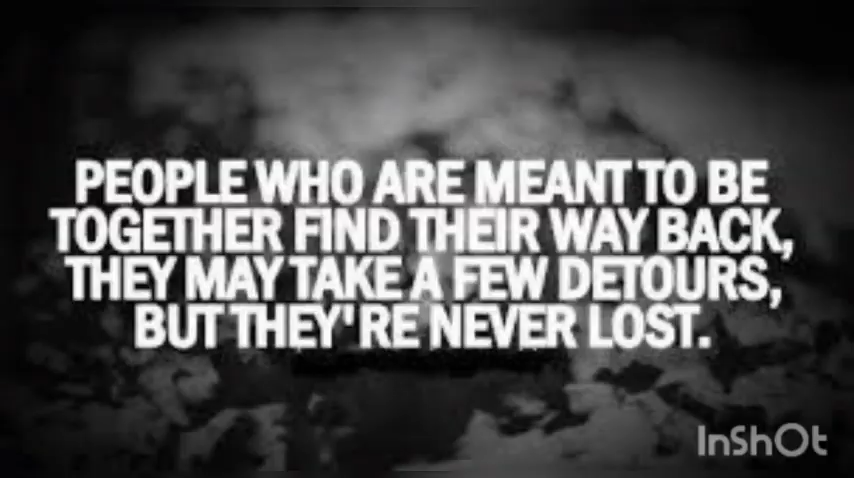 PEOPLE WHO ARE MEANT TO BE
TOGETHER FIND THEIR WAY BACK,
THEY MAY TAKE A FEW DETOURS,
BUT THEY'RE NEVER LOST.
InShOt